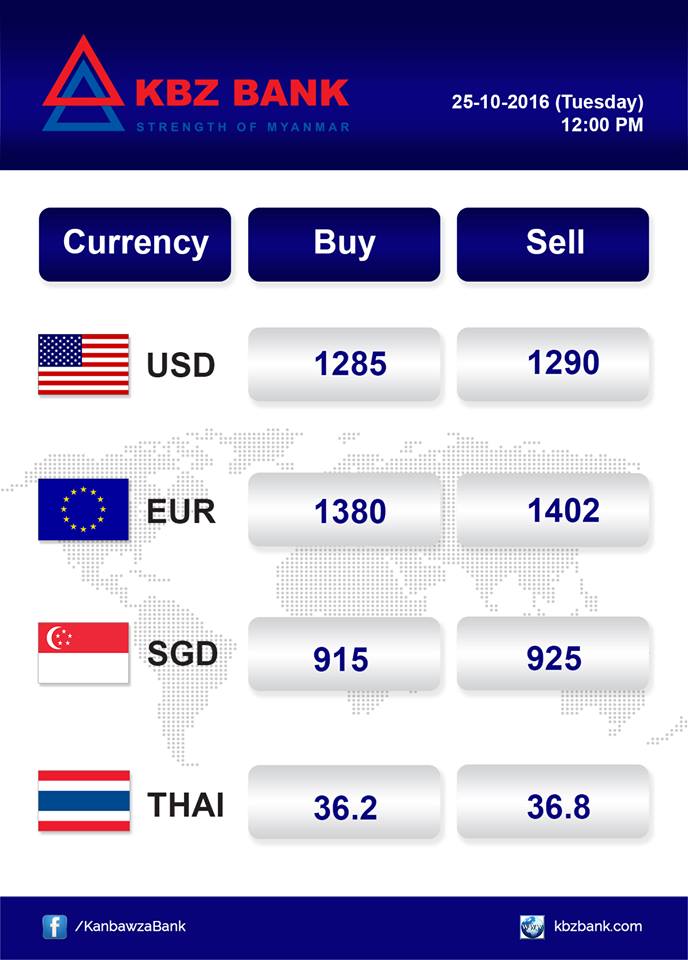 KBZ BANK
STRENGTH OF MYANMAR
25-10-2016 (Tuesday)
12:00 PM
Currency Buy Sell
USD 1285 1290
EUR 1380 1402
SGD 915 925
THAI 36.2 36.8
/KanbawzaBank
www
kbzbank.com